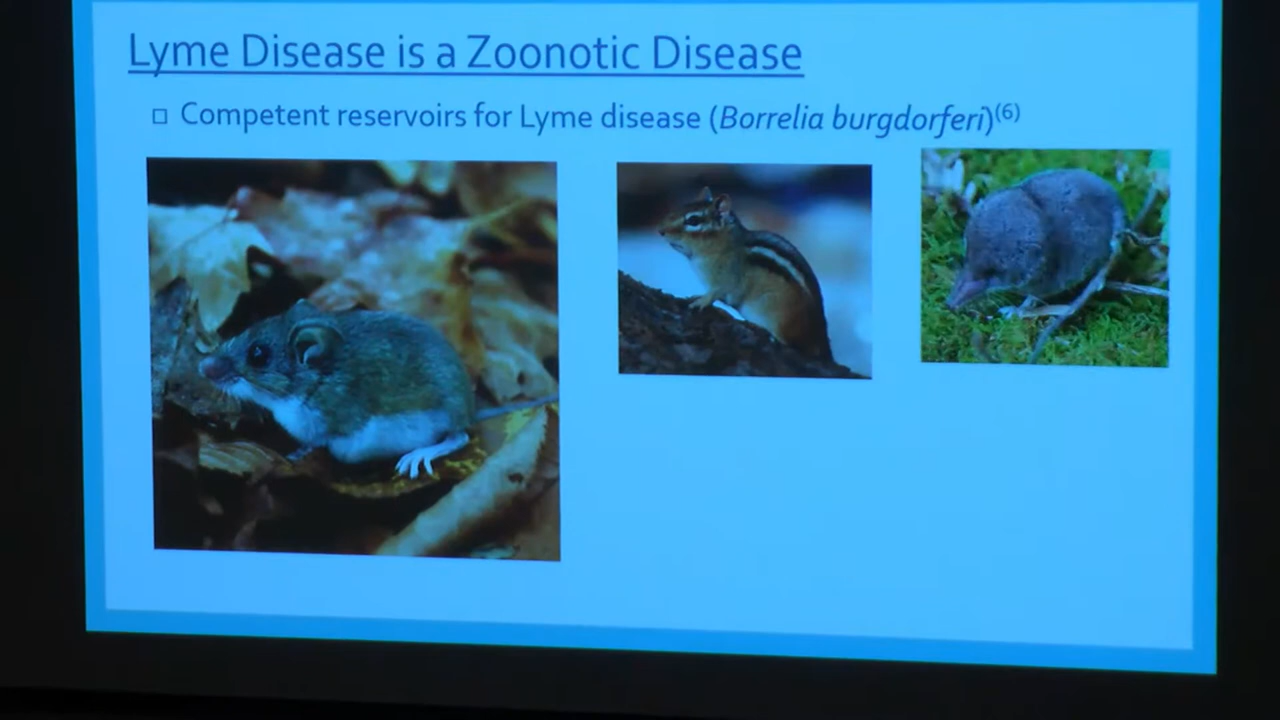 Lyme Disease is a Zoonotic Disease
Competent reservoirs for Lyme disease (Borrelia burgdorferi)(6)